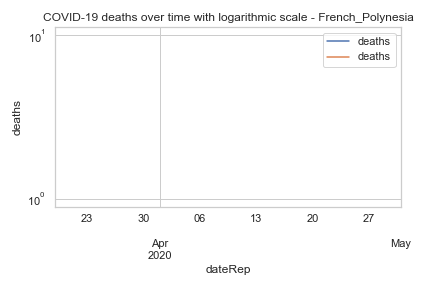 COVID-19 deaths over time with logarithmic scale - French_Polynesia
10¹
deaths
deaths
deaths
10⁰
23 30 06 13 20 27
Apr May
2020
dateRep